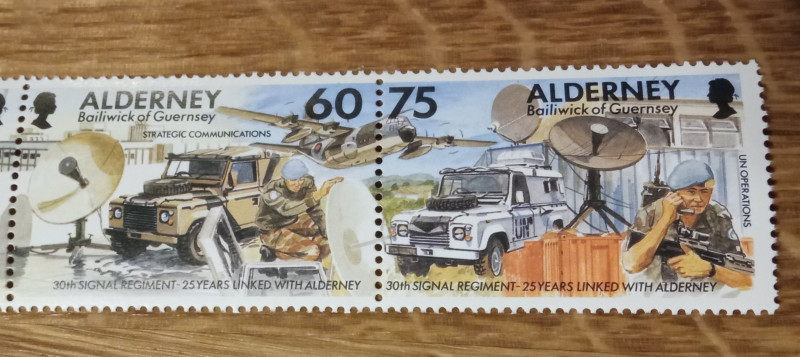 ALDERNEY 60
Bailiwick of Guernsey
STRATEGIC COMMUNICATIONS
30th SIGNAL REGIMENT - 25 YEARS LINKED WITH ALDERNEY
75 ALDERNEY
Bailiwick of Guernsey
UN OPERATIONS
UN
30th SIGNAL REGIMENT - 25 YEARS LINKED WITH ALDERNEY